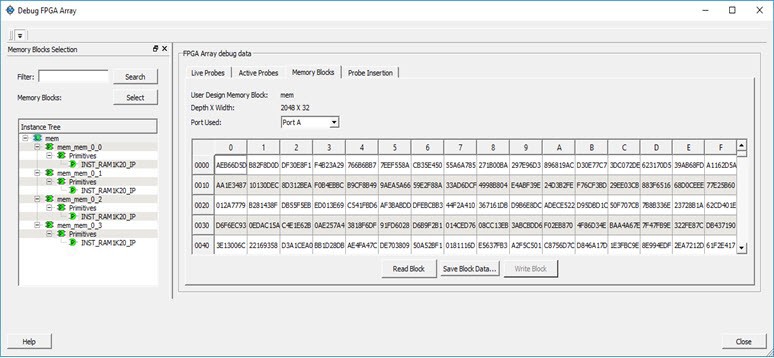 Debug FPGA Array
Memory Blocks Selection
Filter:
Search
Memory Blocks:
Select
Instance Tree
mem
mem_mem_0_0
Primitives
INST_RAM1K20_IP
mem_mem_0_1
Primitives
INST_RAM1K20_IP
mem_mem_0_2
Primitives
INST_RAM1K20_IP
mem_mem_0_3
Primitives
INST_RAM1K20_IP
FPGA Array debug data
Live Probes Active Probes Memory Blocks Probe Insertion
User Design Memory Block: mem
Depth X Width: 2048 X 32
Port Used: Port A
0 1 2 3 4 5 6 7 8 9 A B C D E F
0000 AEB66D5D B82F8D0D DF30E8F1 F4B23A29 766B6BB7 7EEF558A CB35E450 55A6A785 271B00BA 297E96D3 896819AC D30E77C7 3DC072DE 623170D5 39AB68FD A1162D5A
0010 AA1E3487 10130DEC 8D312BEA F0B4EBBC 89CF8B49 9AEA5A66 59E2F88A 33AD6DCF 4998B804 E4ABF39E 24D3B2FE F76CF3BD 29EE03CB 883F6516 68D0CEEE 77E25B60
0020 012A7779 B281438F DB55F5EB ED013E69 C541FBD6 AF3BABDD DFEBCBB3 44F2A410 367161DB D9B6E8DC ADECE522 D95D8D1C 50F707CB 7B8B336E 23728B1A 62CD401E
0030 D6F6EC93 0EDAC15A C4E1E62B 0AE257A4 3818F6DF 91FD6028 D6B9F2B1 014CED76 08CC13EB 3ABCBDD6 F02EB870 4F86D34E BAA4A67E 7F47FB9E 322FE87C DB437190
0040 3E13006C 22169358 D3A1CEA0 BB1D28DB AE4FA47C DE703809 50A52BF1 0181116D E5637FB3 A2F5C501 C8756D7C D846A17D 1E3FBC9E 8E994EDF 2EA7212D 61F2E417
Read Block Save Block Data... Write Block
Help Close